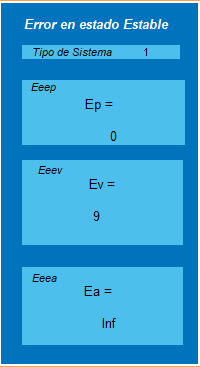 Error en estado Estable
Tipo de Sistema 1
Eeep
Ep =
0
Eeev
Ev =
9
Eeea
Ea =
Inf